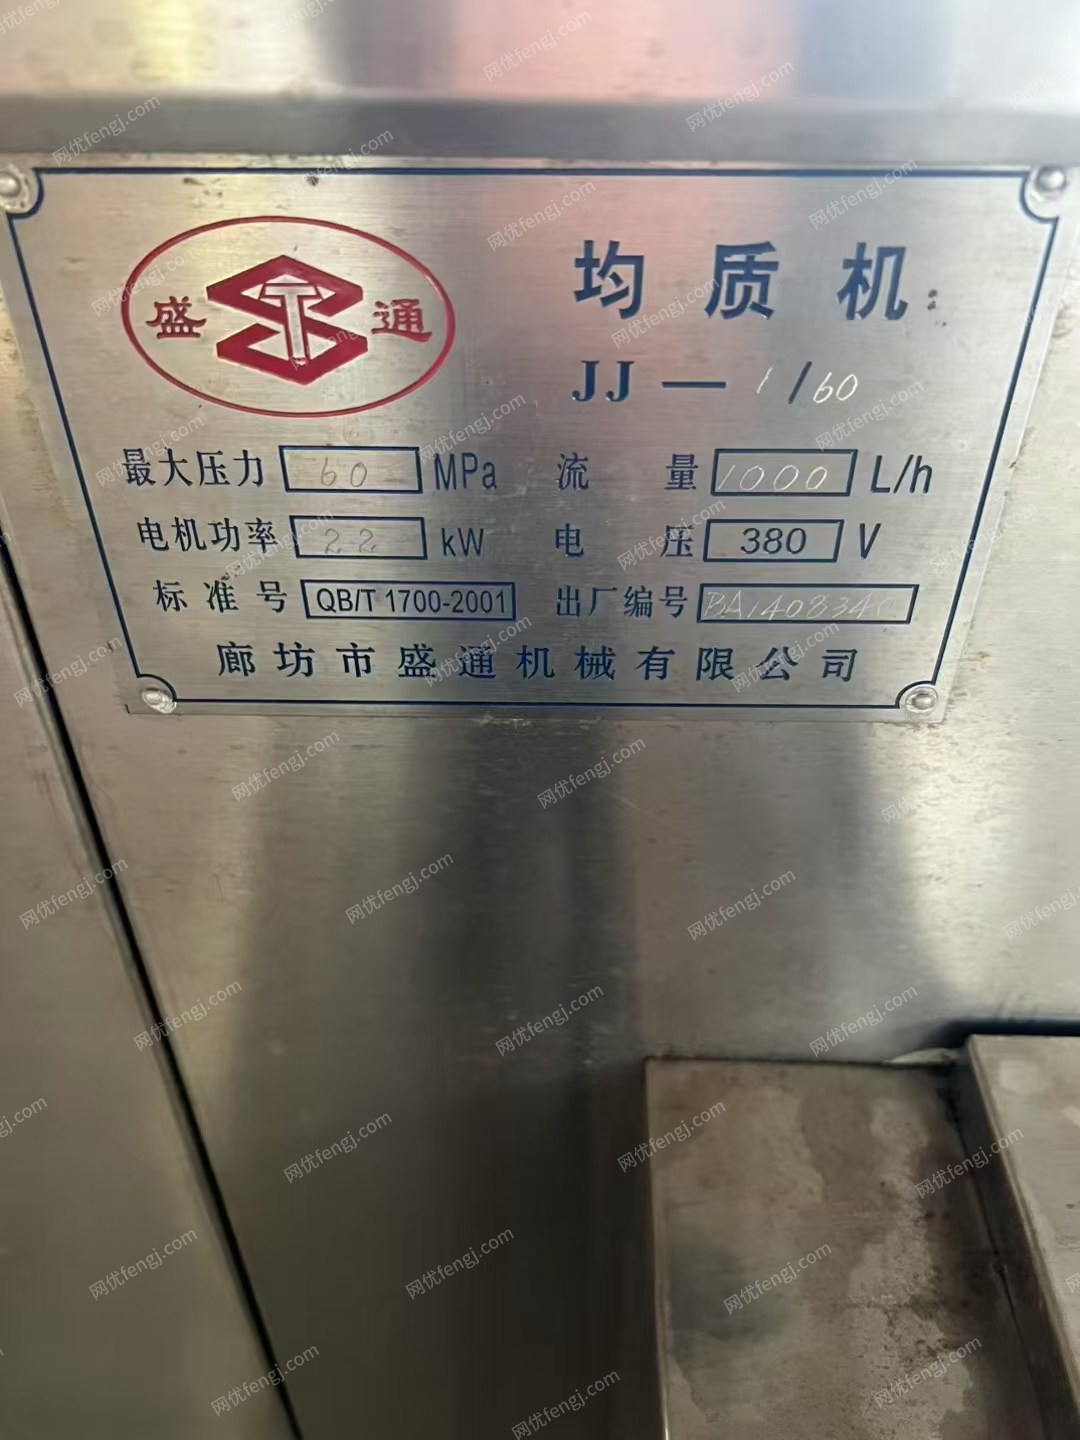 盛 通
均质机
JJ—1/60
最大压力 60 MPa 流量 1000 L/h
电机功率 22 kW 电压 380 V
标准号 QB/T 1700-2001 出厂编号
廊坊市盛通机械有限公司
网优fengj.com